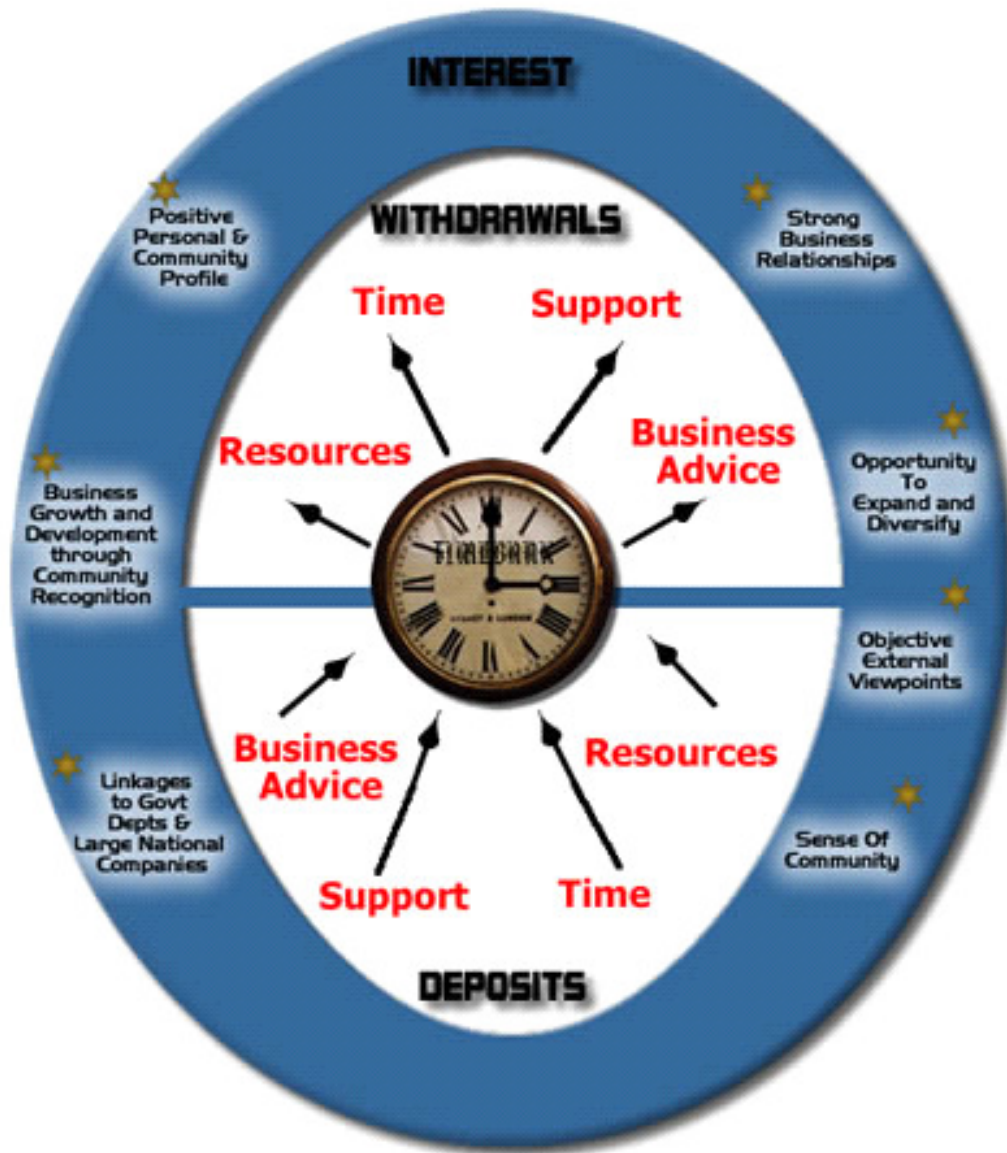 INTEREST
Positive
Personal &
Community
Profile
Strong
Business
Relationships
WITHDRAWALS
Time
Support
Resources
Business
Advice
Business
Growth and
Development
through
Community
Recognition
Opportunity
To
Expand and
Diversify
TIMEBANK
Objective
External
Viewpoints
Business
Advice
Resources
Linkages
to Govt
Depts &
Large National
Companies
Sense Of
Community
Support
Time
DEPOSITS